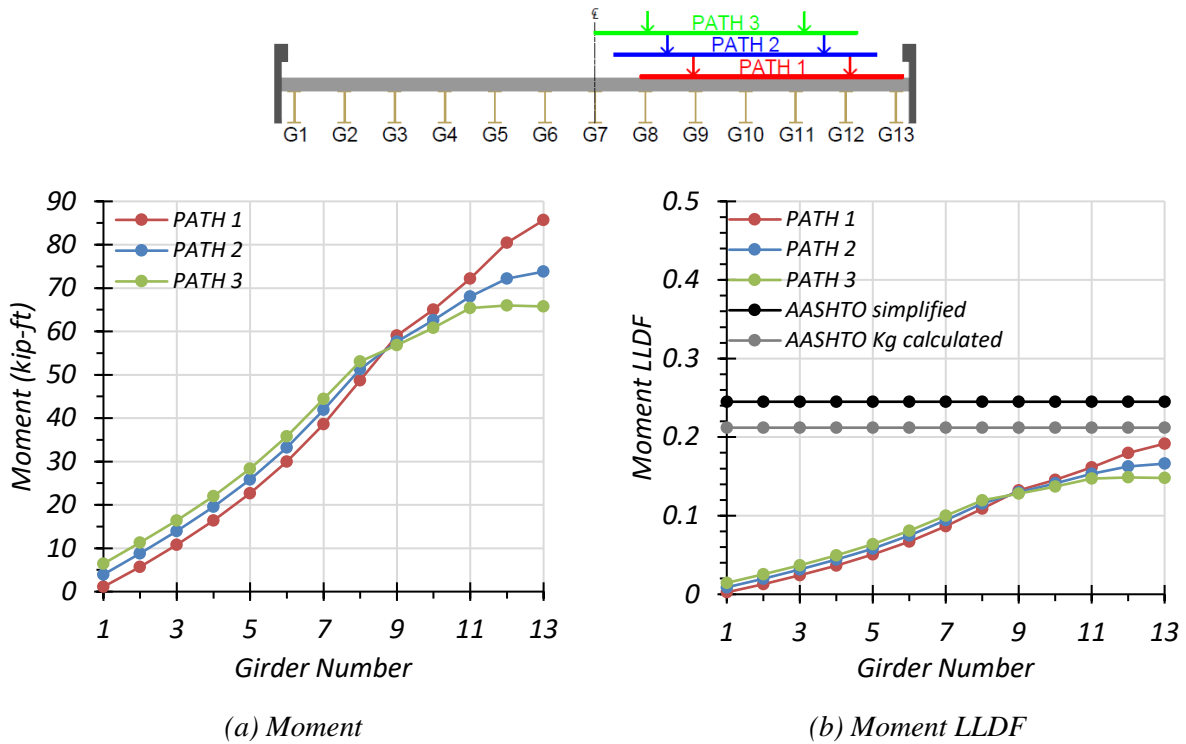 ℄
PATH 3
PATH 2
PATH 1
G1 G2 G3 G4 G5 G6 G7 G8 G9 G10 G11 G12 G13
90
80
70
60
50
40
30
20
10
0
Moment (kip-ft)
PATH 1
PATH 2
PATH 3
1 3 5 7 9 11 13
Girder Number
(a) Moment
0.5
0.4
0.3
0.2
0.1
0
Moment LLDF
PATH 1
PATH 2
PATH 3
AASHTO simplified
AASHTO Kg calculated
1 3 5 7 9 11 13
Girder Number
(b) Moment LLDF